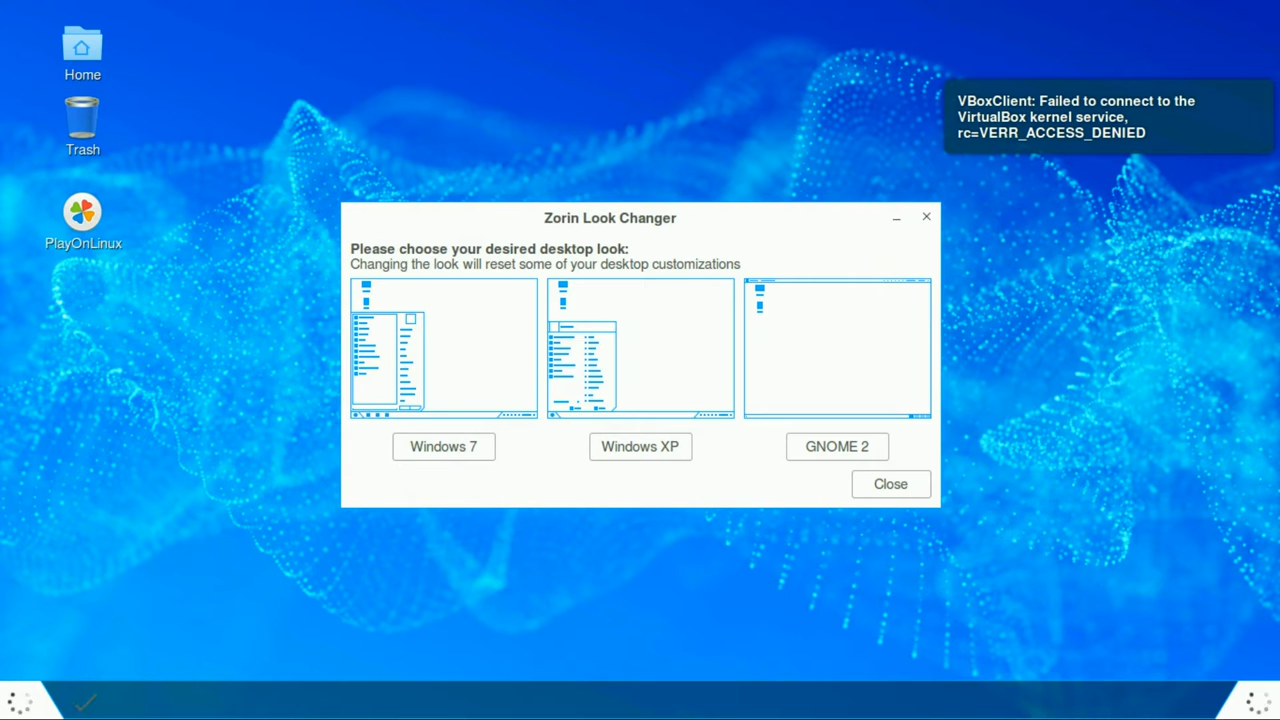 Home
Trash
PlayOnLinux
VBoxClient: Failed to connect to the
VirtualBox kernel service,
rc=VERR_ACCESS_DENIED
Zorin Look Changer
Please choose your desired desktop look:
Changing the look will reset some of your desktop customizations
Windows 7
Windows XP
GNOME 2
Close